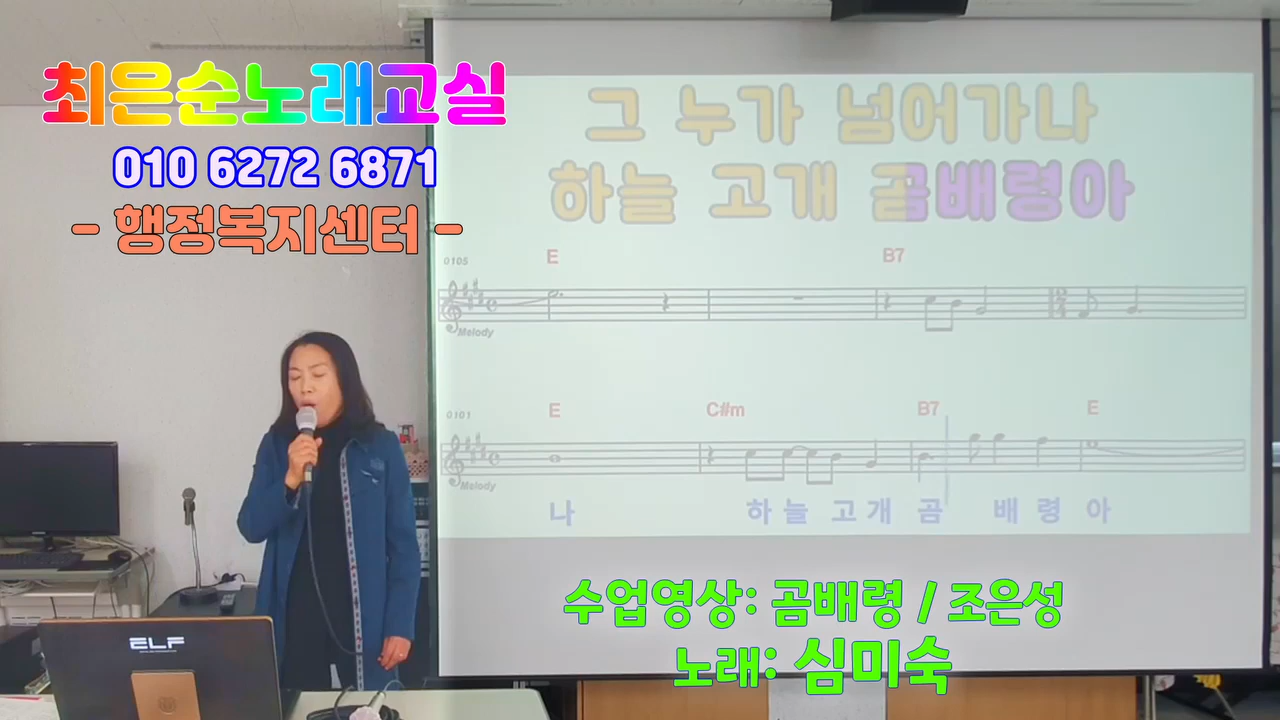 최은순노래교실
010 6272 6871
- 행정복지센터 -
그 누가 넘어가나
하늘 고개 곰배령아
0105 E B7
Melody
0101 E C#m B7 E
Melody
나 하늘 고개 곰 배 령 아
ELF
수업영상: 곰배령 / 조은성
노래: 심미숙